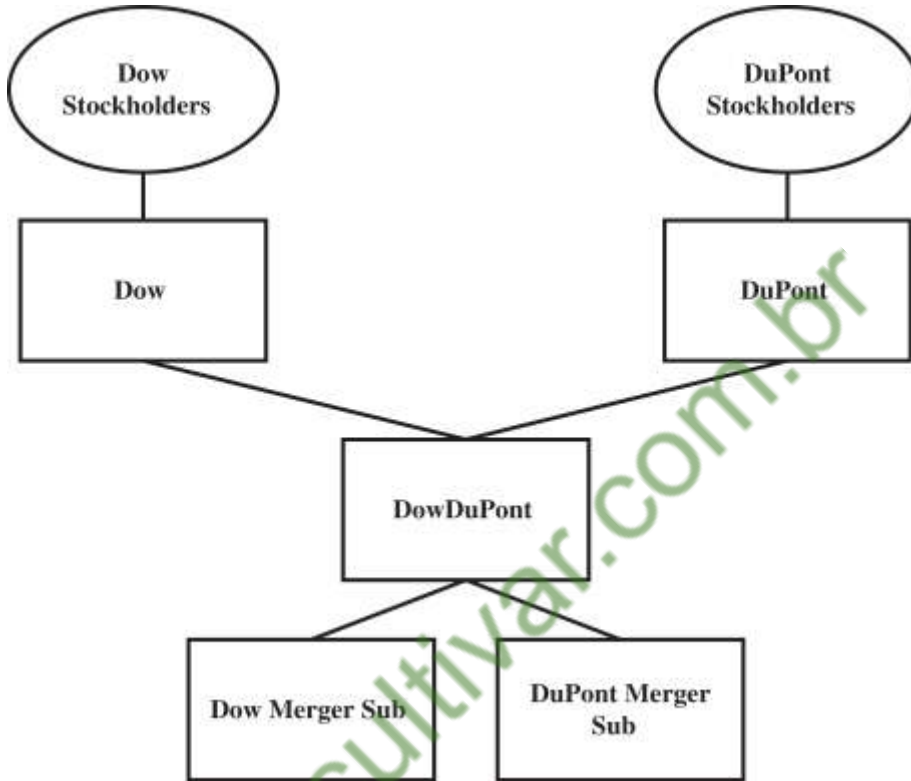 Dow
Stockholders
DuPont
Stockholders
Dow
DuPont
DowDuPont
Dow Merger Sub
DuPont Merger
Sub
cultivar.com.br